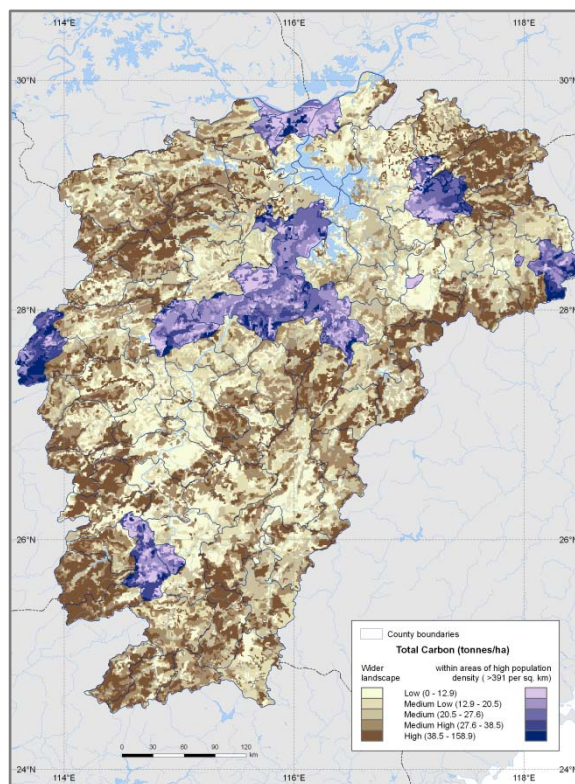 114°E 116°E 118°E
30°N 30°N
28°N 28°N
26°N 26°N
County boundaries
Total Carbon (tonnes/ha)
Wider landscape
within areas of high population density ( >391 per sq. km)
Low (0 - 12.9)
Medium Low (12.9 - 20.5)
Medium (20.5 - 27.6)
Medium High (27.6 - 38.5)
High (38.5 - 158.9)
0 30 60 90 120
km
24°N 24°N
114°E 116°E 118°E